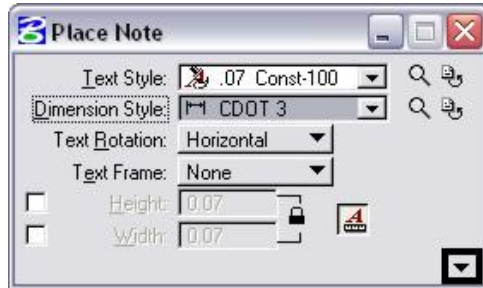 Place Note
Text Style: .07 Const-100
Dimension Style: CDOT 3
Text Rotation: Horizontal
Text Frame: None
Height: 0.07
Width: 0.07
A